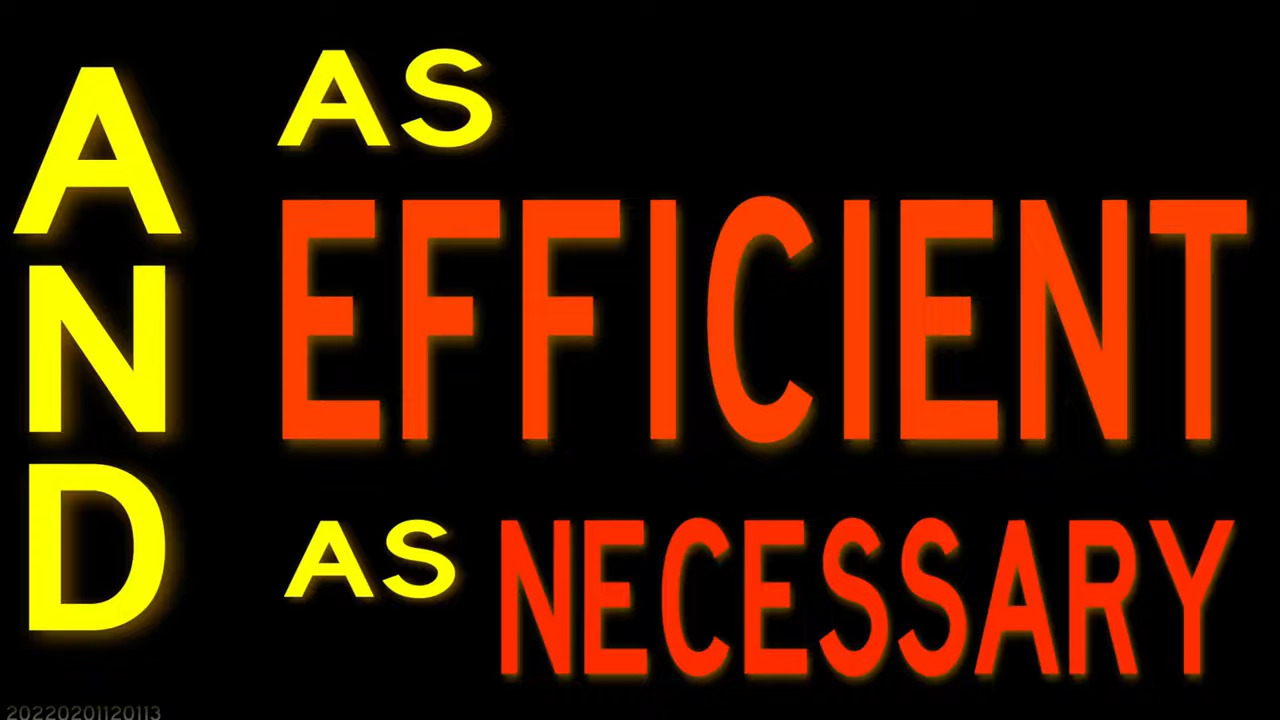 AND
AS
EFFICIENT
AS NECESSARY
20220201120113